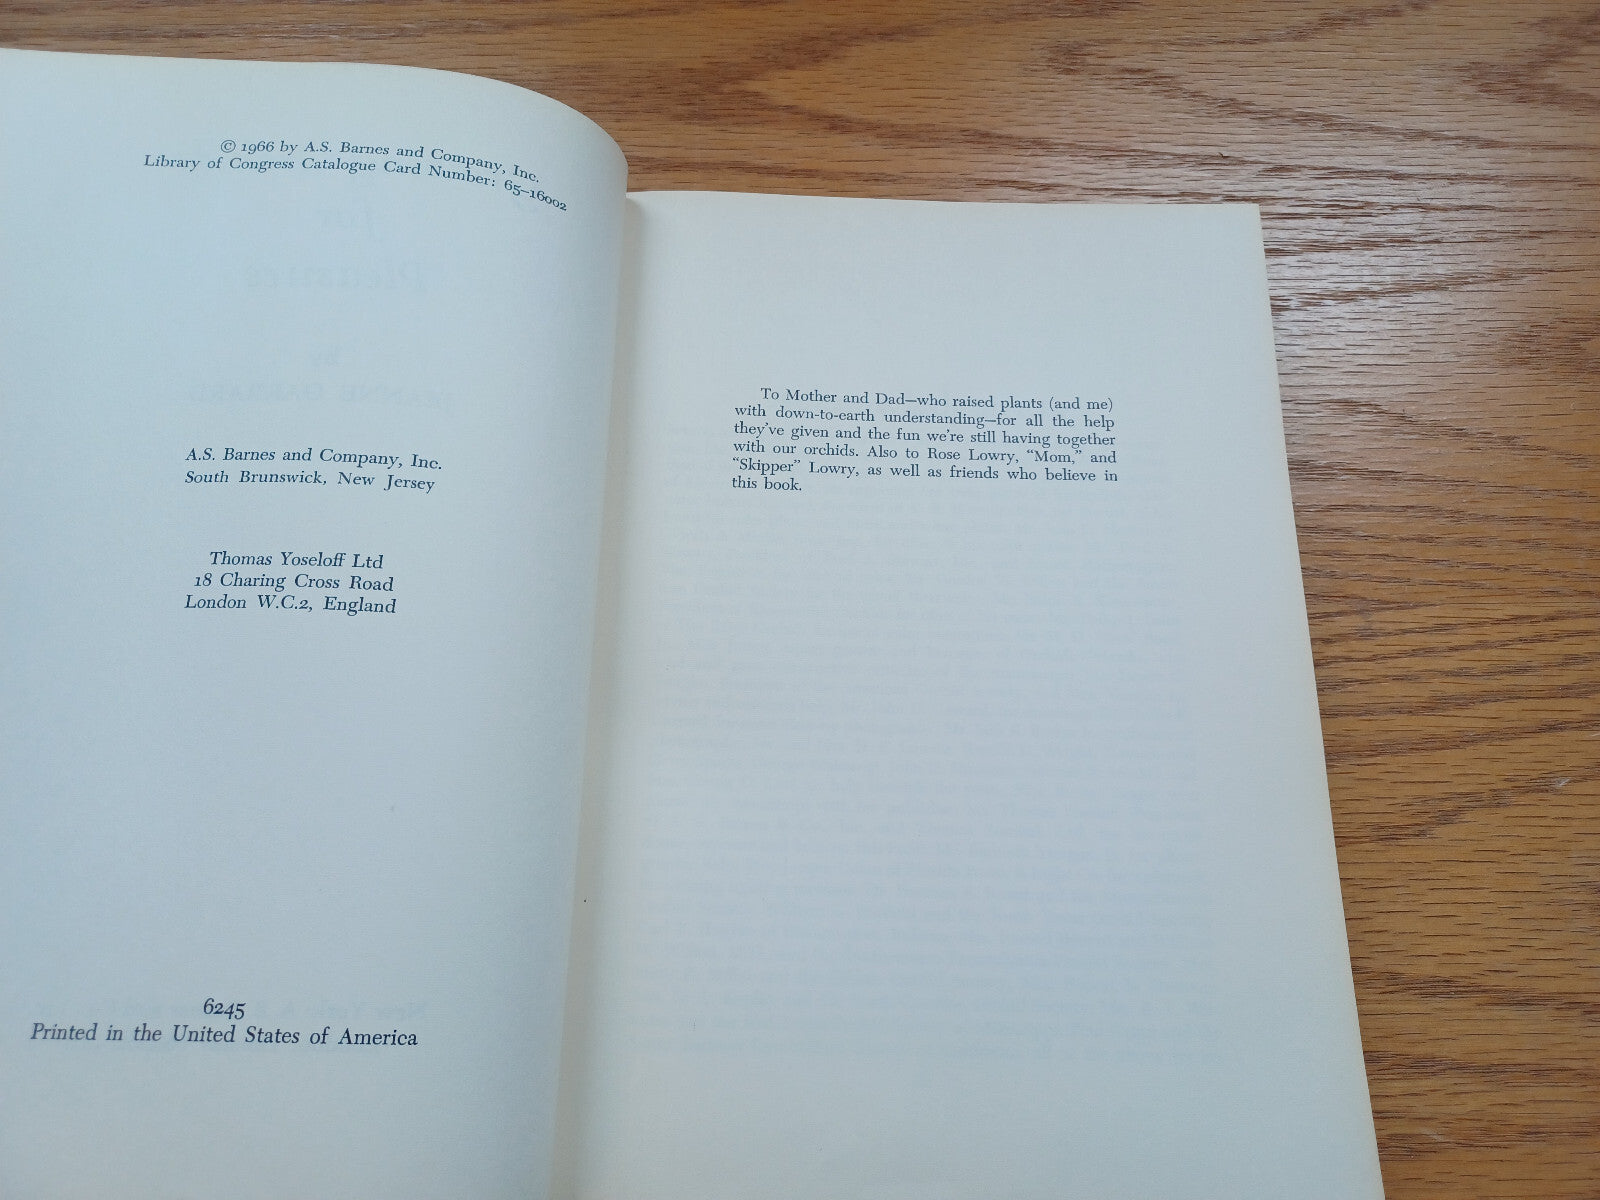 © 1966 by A.S. Barnes and Company, Inc.
Library of Congress Catalogue Card Number: 65–16002
A.S. Barnes and Company, Inc.
South Brunswick, New Jersey
Thomas Yoseloff Ltd
18 Charing Cross Road
London W.C.2, England
6245
Printed in the United States of America
To Mother and Dad—who raised plants (and me)
with down-to-earth understanding—for all the help
they've given and the fun we're still having together
with our orchids. Also to Rose Lowry, "Mom," and
"Skipper" Lowry, as well as friends who believe in
this book.